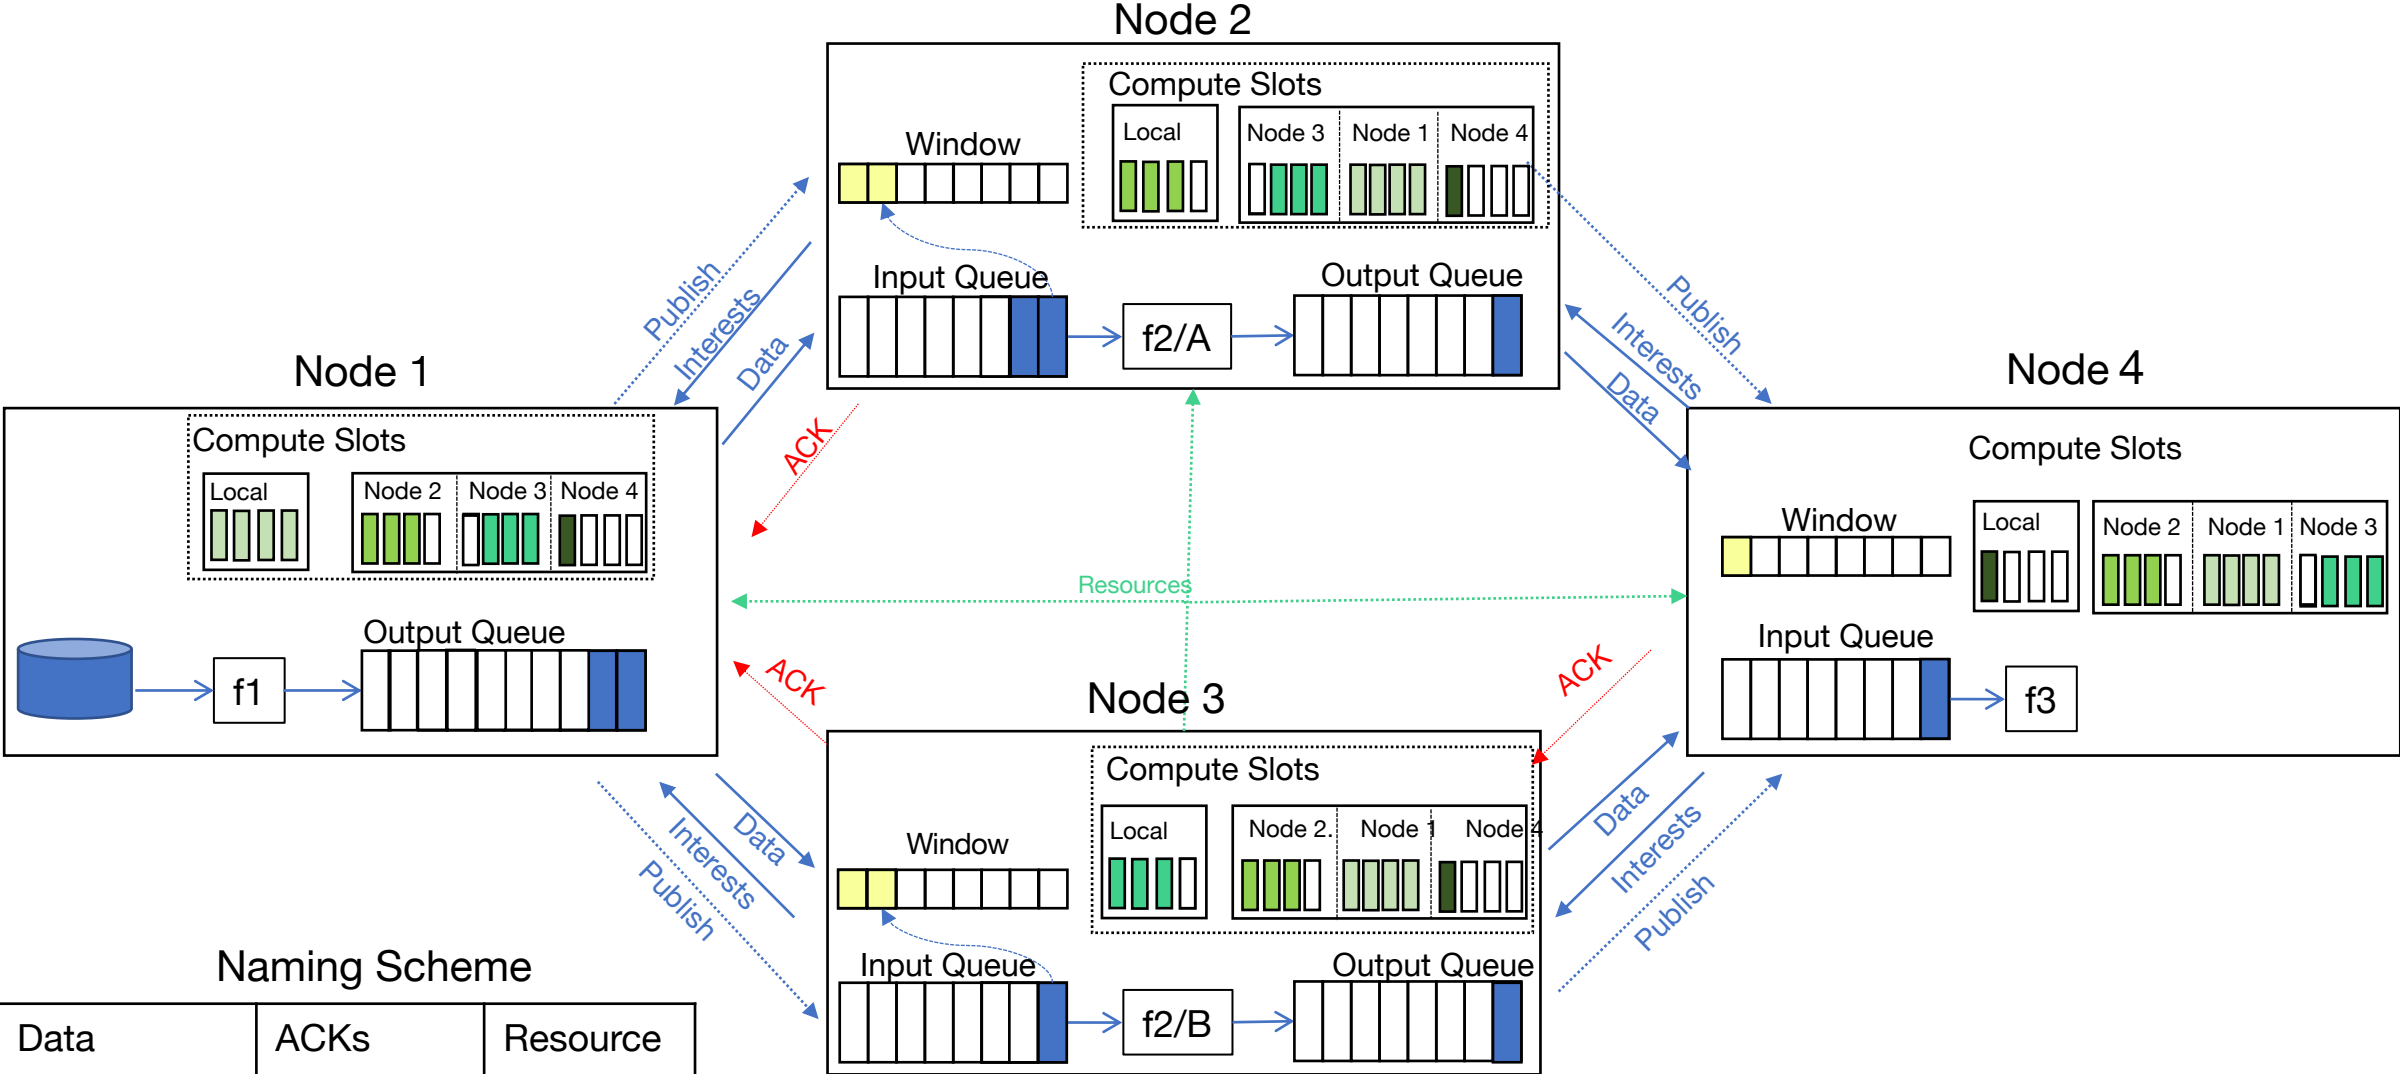 Node 2
Compute Slots
Local
Node 3
Node 1
Node 4
Window
Input Queue
Output Queue
f2/A
Publish
Interests
Data
Publish
Interests
Data
Node 1
Compute Slots
Local
Node 2
Node 3
Node 4
Output Queue
f1
ACK
Resources
ACK
ACK
Node 4
Compute Slots
Window
Local
Node 2
Node 1
Node 3
Input Queue
f3
Node 3
Compute Slots
Local
Node 2.
Node 1
Node 4
Window
Input Queue
Output Queue
f2/B
Data
Interests
Publish
Data
Interests
Publish
Naming Scheme
Data
ACKs
Resource